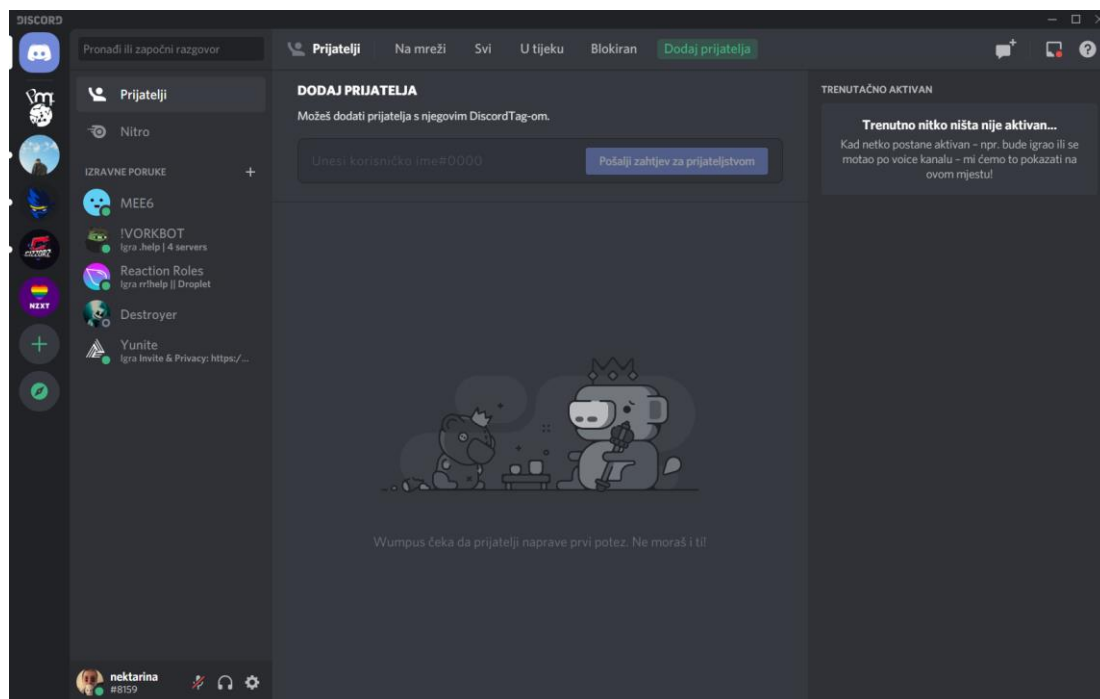 DISCORD
Pronađi ili započni razgovor
Prijatelji
Na mreži
Svi
U tijeku
Blokiran
Dodaj prijatelja
Prijatelji
Nitro
IZRAVNE PORUKE
MEE6
!VORKBOT
Igra .help | 4 servers
Reaction Roles
Igra rr!help || Droplet
Destroyer
Yunite
Igra Invite & Privacy: https:/...
NZXT
nektarina
#8159
DODAJ PRIJATELJA
Možeš dodati prijatelja s njegovim DiscordTag-om.
Unesi korisničko ime#0000
Pošalji zahtjev za prijateljstvom
Wumpus čeka da prijatelji naprave prvi potez. Ne moraš i ti!
TRENUTAČNO AKTIVAN
Trenutno nitko ništa nije aktivan...
Kad netko postane aktivan – npr. bude igrao ili se
motao po voice kanalu – mi ćemo to pokazati na
ovom mjestu!